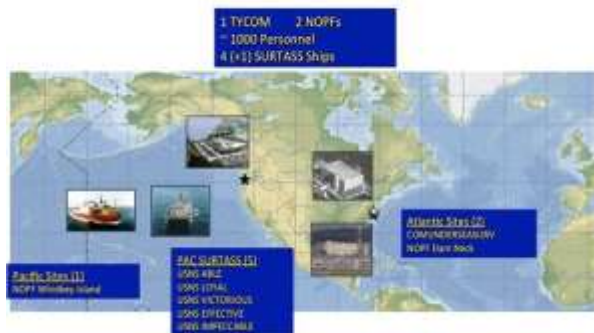 1 TYCOM 2 NOPFs
~ 1000 Personnel
4 (+1) SURTASS Ships
Atlantic Sites (2)
COMUNDERSEASURV
NOPF Dam Neck
PAC SURTASS (5)
USNS ABLE
USNS LOYAL
USNS VICTORIOUS
USNS EFFECTIVE
USNS IMPECCABLE
Pacific Sites (1)
NOPF Whidbey Island